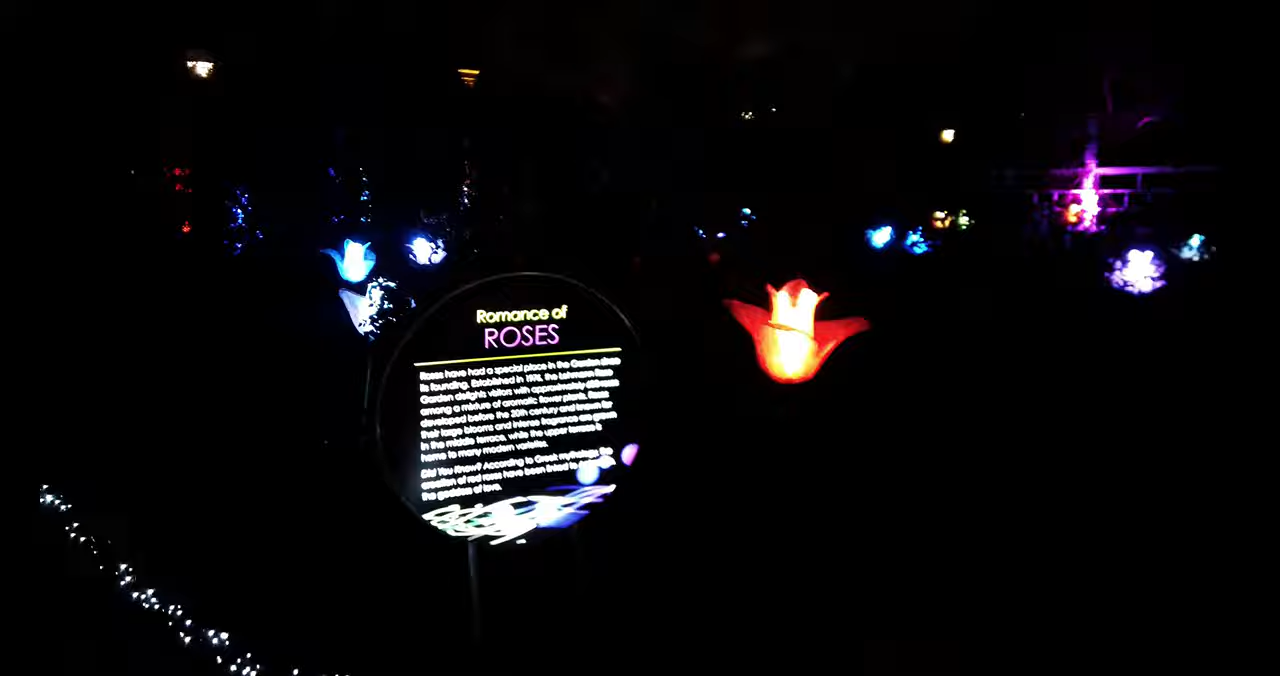 Romance of
ROSES
Roses have had a special place in the Garden since
its founding. Established in 1976, the Lehmann Rose
Garden delights visitors with approximately
among a mixture of aromatic flower plants. Roses
developed before the 20th century and known for
their large blooms and intense fragrance are grown
in the middle terrace, while the upper terrace is
home to many modern varieties.
Did You Know? According to Greek mythology, the
creation of red roses have been linked to
the goddess of love.